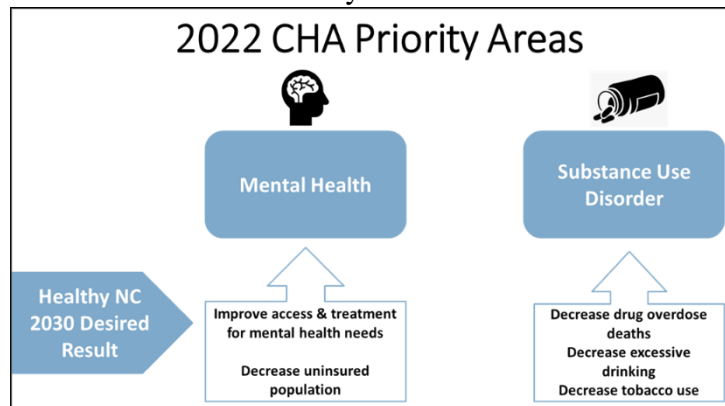 2022 CHA Priority Areas
Mental Health
Substance Use
Disorder
Healthy NC
2030 Desired
Result
Improve access & treatment
for mental health needs
Decrease uninsured
population
Decrease drug overdose
deaths
Decrease excessive
drinking
Decrease tobacco use